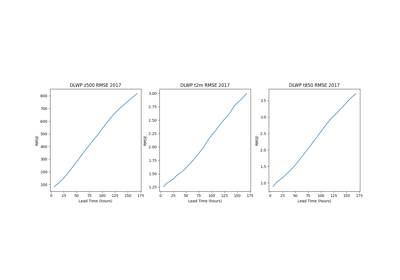 DLWP z500 RMSE 2017
DLWP t2m RMSE 2017
DLWP t850 RMSE 2017
800
700
600
500
400
300
200
100
RMSE
0 25 50 75 100 125 150 175
Lead Time (hours)
3.00
2.75
2.50
2.25
2.00
1.75
1.50
1.25
RMSE
0 25 50 75 100 125 150 175
Lead Time (hours)
3.5
3.0
2.5
2.0
1.5
1.0
RMSE
0 25 50 75 100 125 150 175
Lead Time (hours)